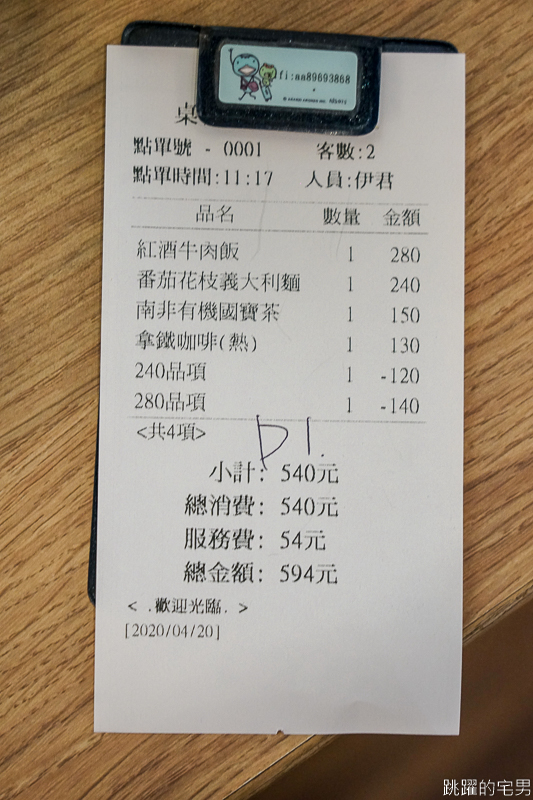 fi:aa89693868
桌
點單號 - 0001 客數:2
點單時間:11:17 人員:伊君
品名 數量 金額
紅酒牛肉飯 1 280
番茄花枝義大利麵 1 240
南非有機國寶茶 1 150
拿鐵咖啡(熱) 1 130
240品項 1 -120
280品項 1 -140
<共4項>
D1.
小計: 540元
總消費: 540元
服務費: 54元
總金額: 594元
< .歡迎光臨. >
[2020/04/20]
跳躍的宅男